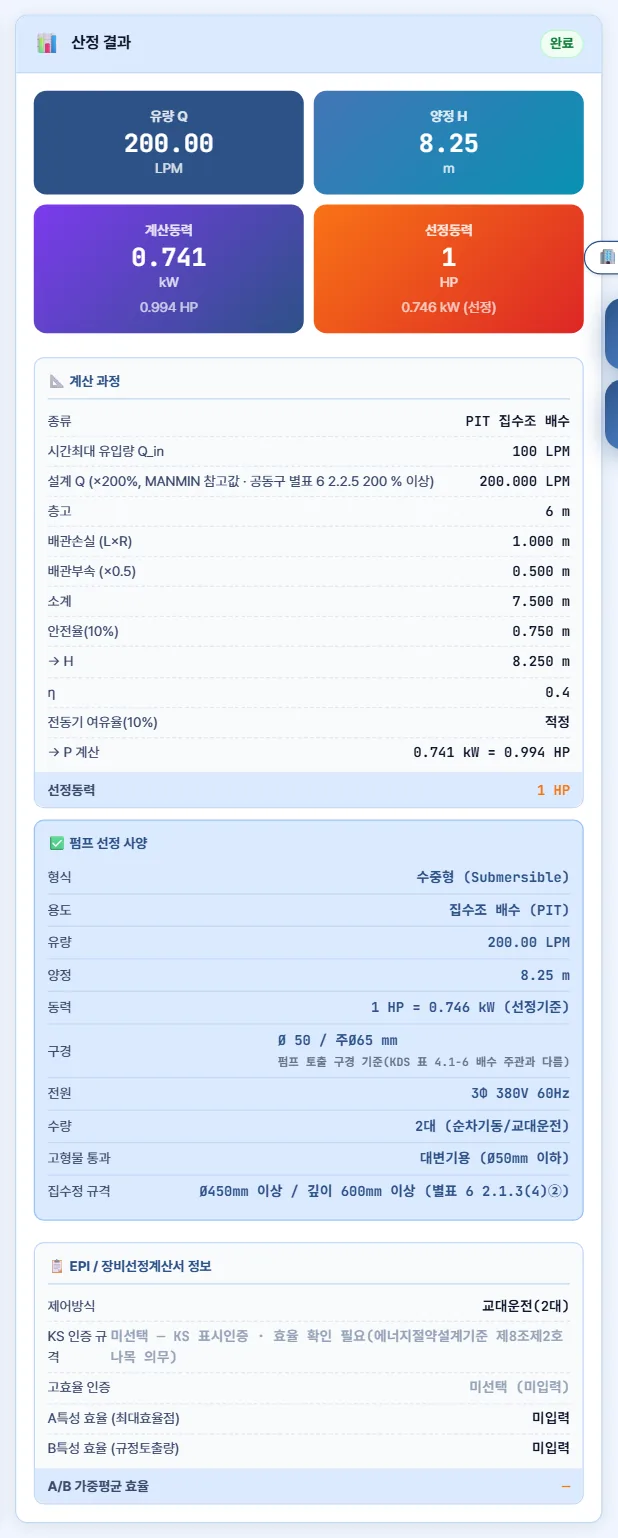 산정 결과
완료
유량 Q
200.00
LPM
양정 H
8.25
m
계산동력
0.741
kW
0.994 HP
선정동력
1
HP
0.746 kW (선정)
계산 과정
종류 PIT 집수조 배수
시간최대 유입량 Q_in 100 LPM
설계 Q (×200%, MANMIN 참고값 · 공동구 별표 6 2.2.5 200 % 이상) 200.000 LPM
층고 6 m
배관손실 (L×R) 1.000 m
배관부속 (×0.5) 0.500 m
소계 7.500 m
안전율(10%) 0.750 m
→ H 8.250 m
η 0.4
전동기 여유율(10%) 적정
→ P 계산 0.741 kW = 0.994 HP
선정동력 1 HP
펌프 선정 사양
형식 수중형 (Submersible)
용도 집수조 배수 (PIT)
유량 200.00 LPM
양정 8.25 m
동력 1 HP = 0.746 kW (선정기준)
구경 Ø 50 / 주Ø65 mm
펌프 토출 구경 기준(KDS 표 4.1-6 배수 주관과 다름)
전원 3Φ 380V 60Hz
수량 2대 (순차기동/교대운전)
고형물 통과 대변기용 (Ø50mm 이하)
집수정 규격 Ø450mm 이상 / 깊이 600mm 이상 (별표 6 2.1.3(4)②)
EPI / 장비선정계산서 정보
제어방식 교대운전(2대)
KS 인증 규 미선택 — KS 표시인증 · 효율 확인 필요(에너지절약설계기준 제8조제2호
격 나목 의무)
고효율 인증 미선택 (미입력)
A특성 효율 (최대효율점) 미입력
B특성 효율 (규정토출량) 미입력
A/B 가중평균 효율 —